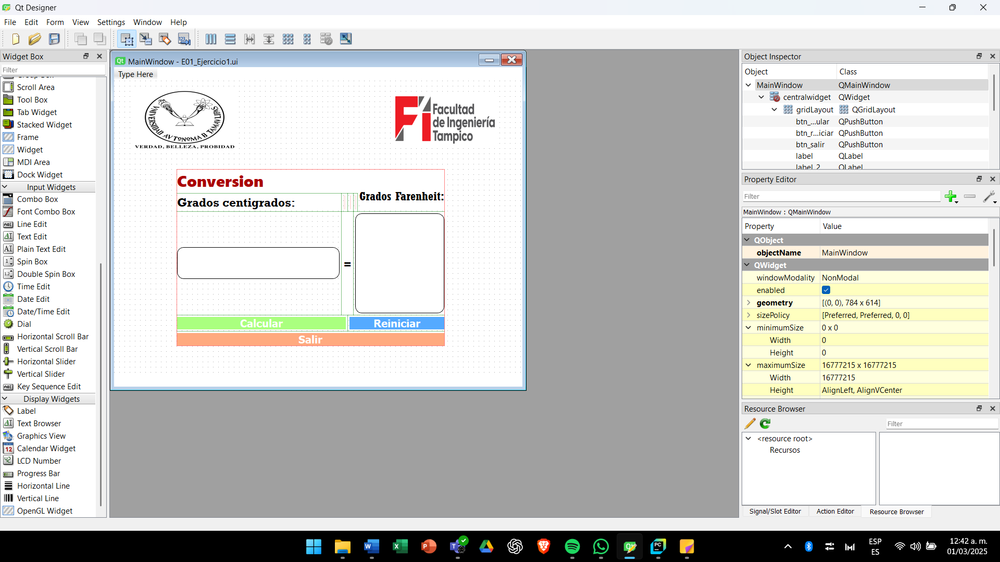 Qt Designer
File Edit Form View Settings Window Help
Widget Box
Filter
Scroll Area
Tool Box
Tab Widget
Stacked Widget
Frame
Widget
MDI Area
Dock Widget
Input Widgets
Combo Box
Font Combo Box
Line Edit
Text Edit
Plain Text Edit
Spin Box
Double Spin Box
Time Edit
Date Edit
Date/Time Edit
Dial
Horizontal Scroll Bar
Vertical Scroll Bar
Horizontal Slider
Vertical Slider
Key Sequence Edit
Display Widgets
Label
Text Browser
Graphics View
Calendar Widget
LCD Number
Progress Bar
Horizontal Line
Vertical Line
OpenGL Widget
MainWindow - E01_Ejercicio1.ui
Type Here
VNIVERSIDAD AVTONOMA D TAMAVLIPAS
VERDAD, BELLEZA, PROBIDAD
Fi Facultad
de Ingeniería
Tampico
Conversion
Grados centigrados:
Grados Farenheit:
=
Calcular
Reiniciar
Salir
Object Inspector
Object Class
MainWindow QMainWindow
centralwidget QWidget
gridLayout QGridLayout
btn_...ular QPushButton
btn_r...iciar QPushButton
btn_salir QPushButton
label QLabel
label_2 QLabel
Property Editor
Filter
MainWindow : QMainWindow
Property Value
QObject
objectName MainWindow
QWidget
windowModality NonModal
enabled
geometry [(0, 0), 784 x 614]
sizePolicy [Preferred, Preferred, 0, 0]
minimumSize 0 x 0
Width 0
Height 0
maximumSize 16777215 x 16777215
Width 16777215
Height AlignLeft, AlignVCenter
Resource Browser
Filter
<resource root>
Recursos
Signal/Slot Editor Action Editor Resource Browser
ESP
ES
12:42 a. m.
01/03/2025